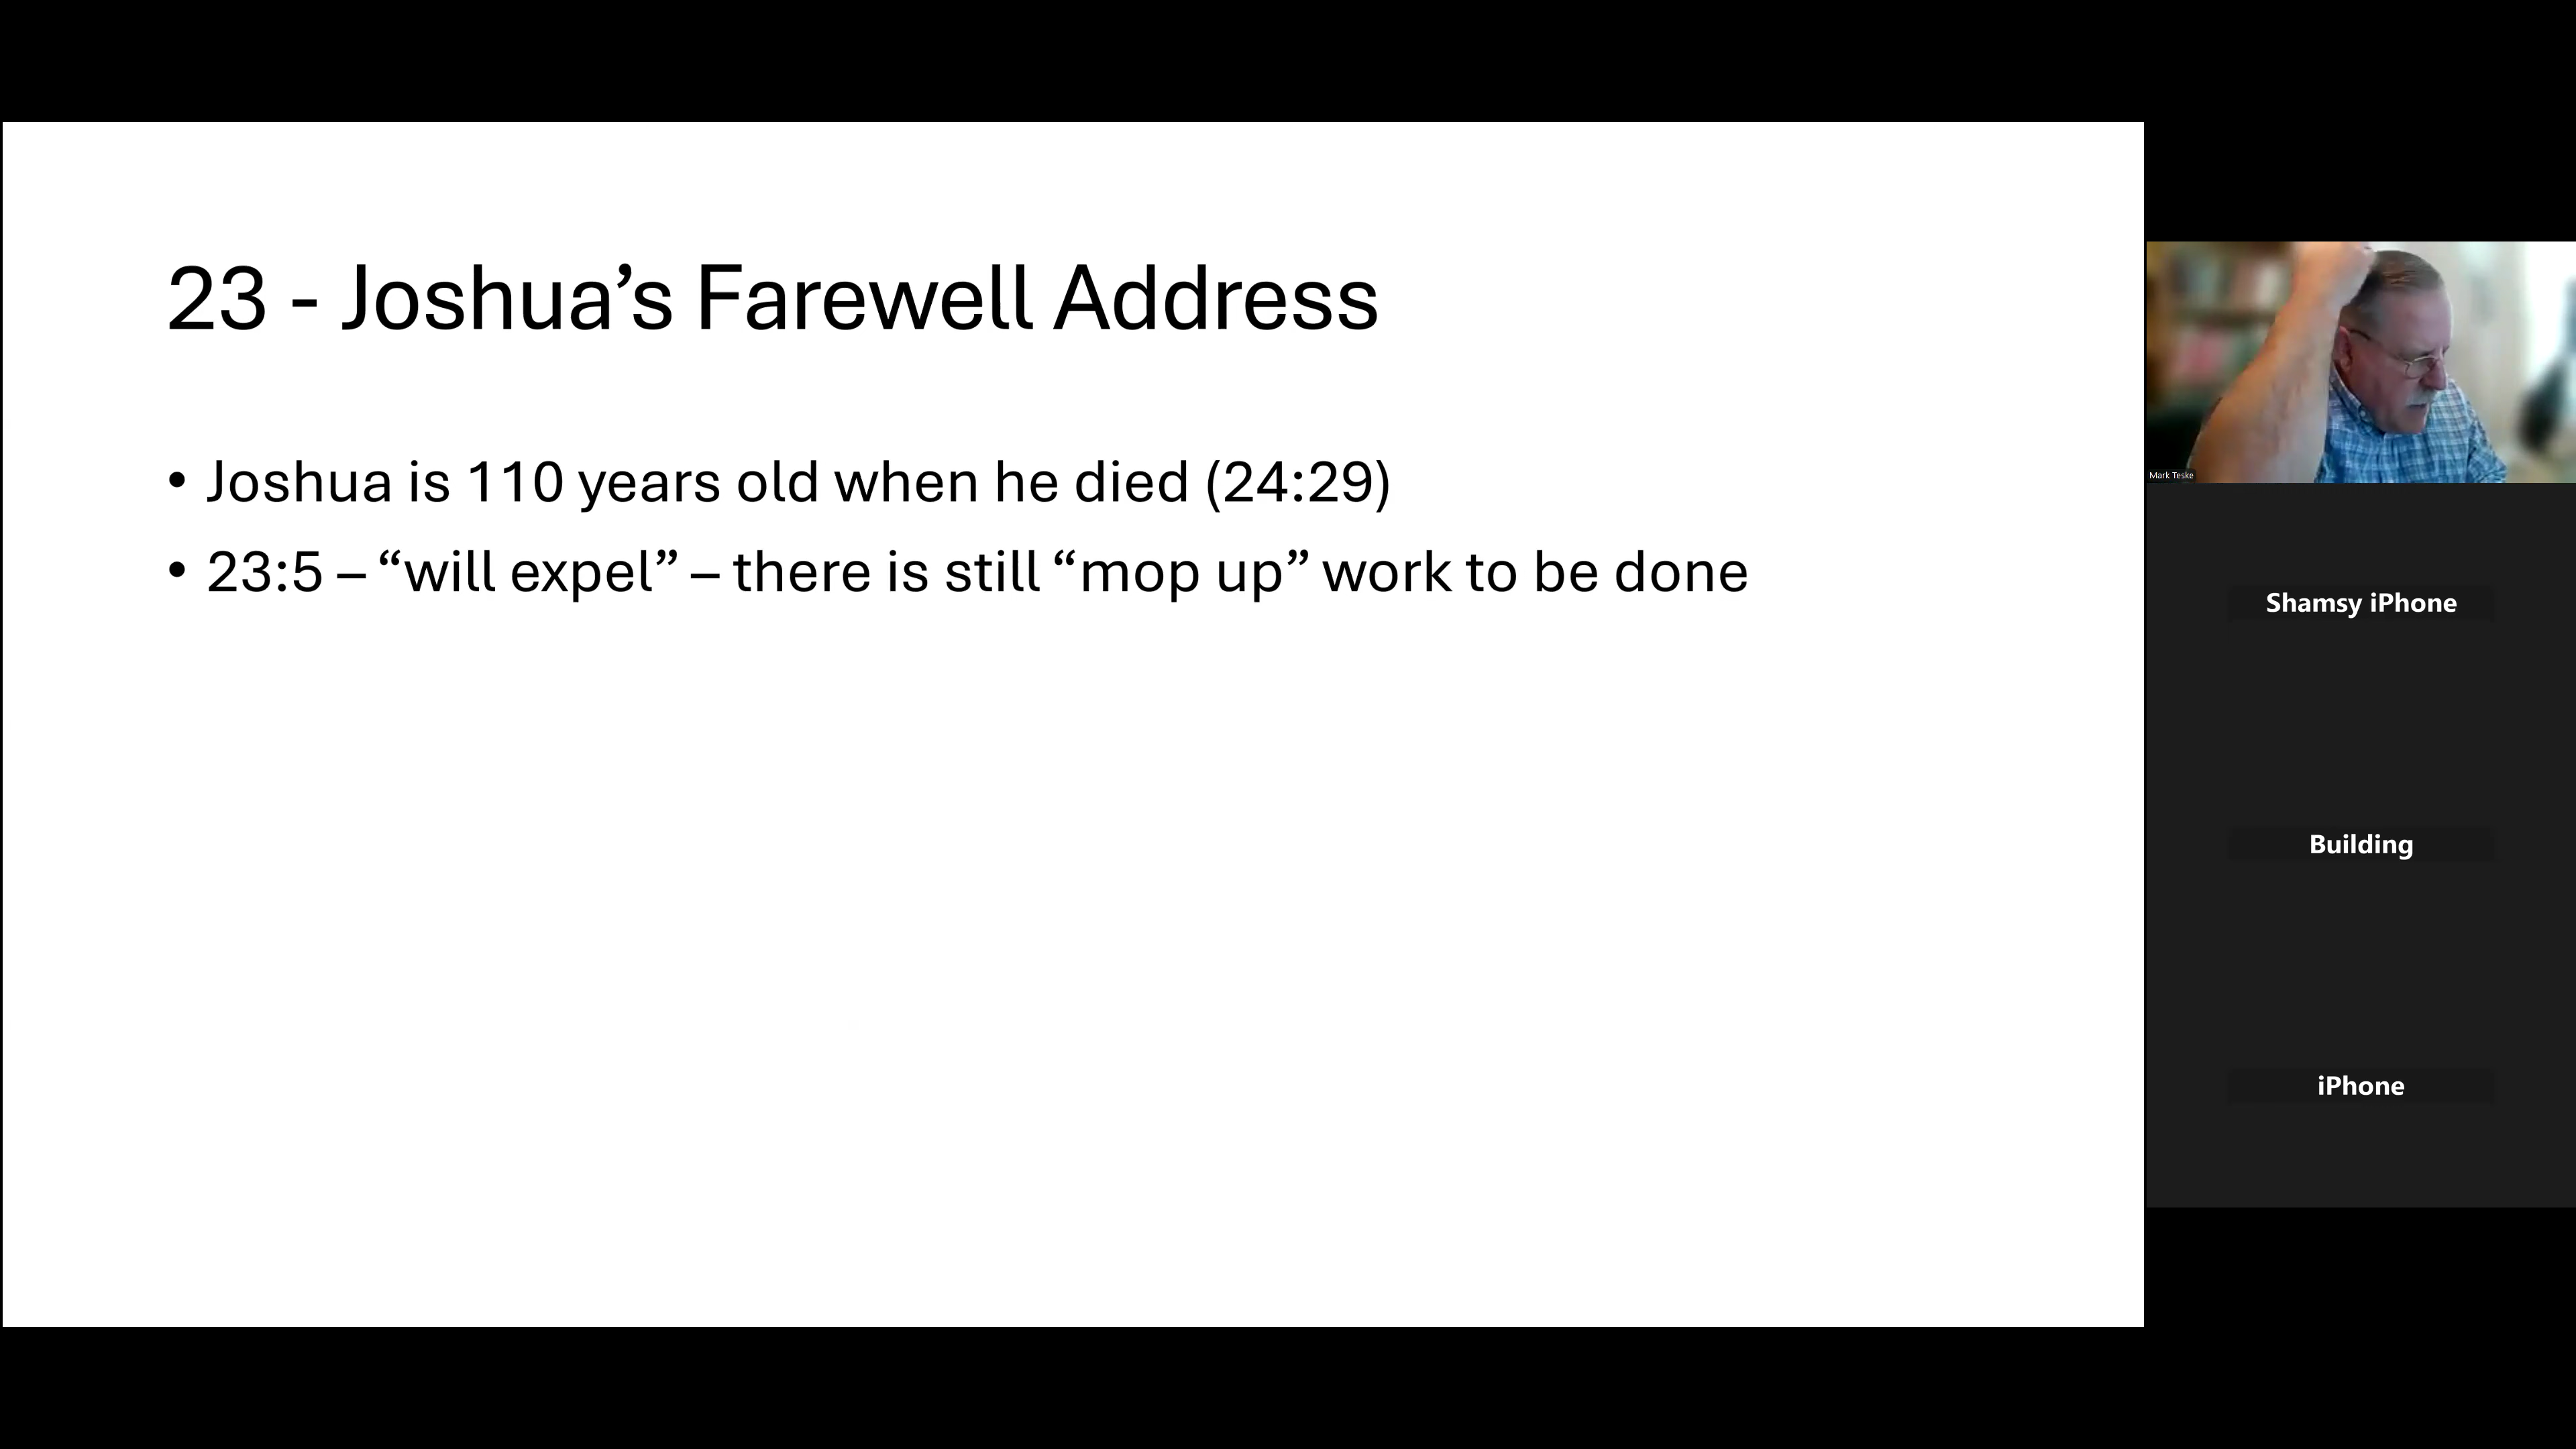 23 - Joshua’s Farewell Address
• Joshua is 110 years old when he died (24:29)
• 23:5 – “will expel” – there is still “mop up” work to be done
Mark Teske
Shamsy iPhone
Building
iPhone